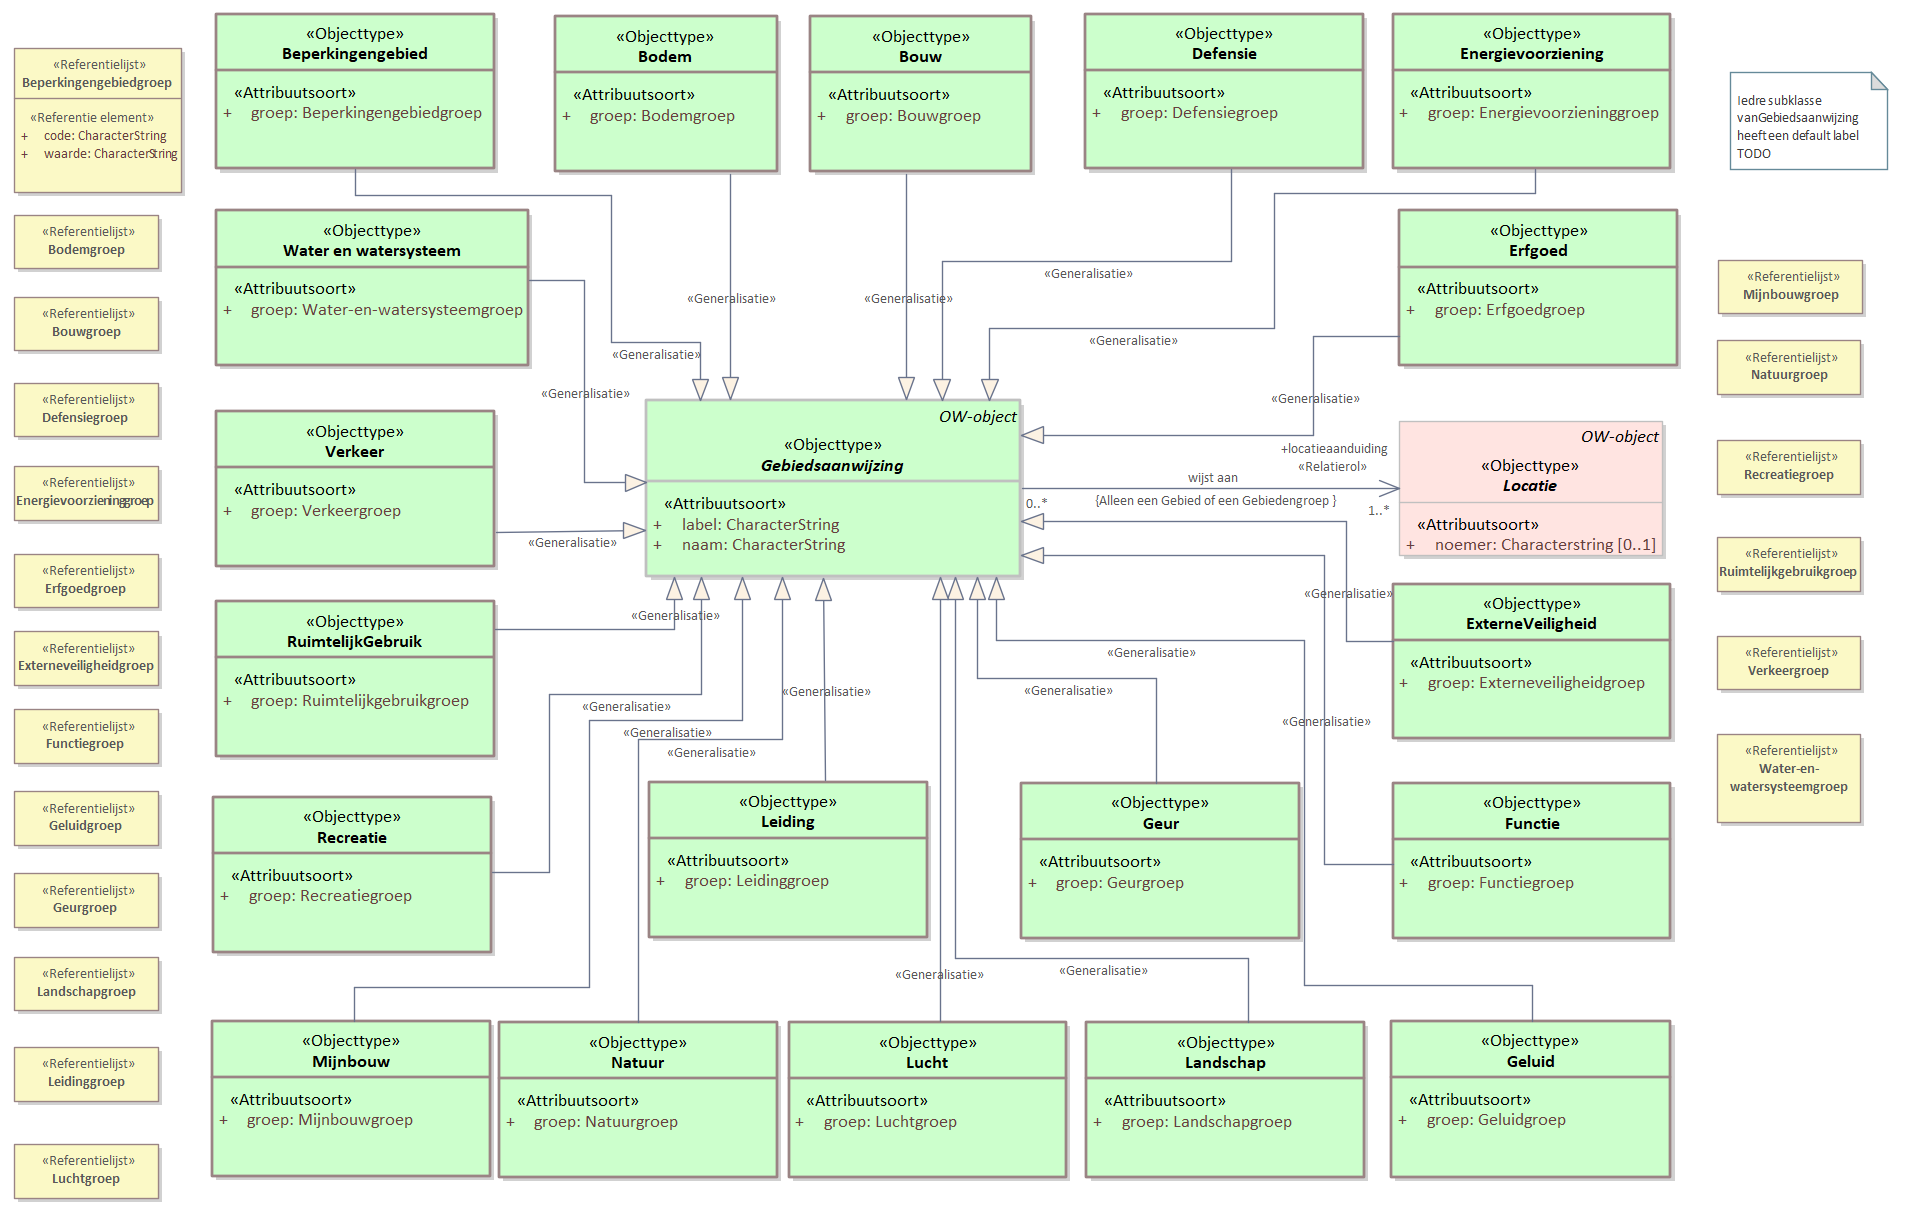 «Referentielijst»
Beperkingengebiedgroep
«Referentie element»
+ code: CharacterString
+ waarde: CharacterString
«Referentielijst»
Bodemgroep
«Referentielijst»
Bouwgroep
«Referentielijst»
Defensiegroep
«Referentielijst»
Energievoorzieninggroep
«Referentielijst»
Erfgoedgroep
«Referentielijst»
Externeveiligheidgroep
«Referentielijst»
Functiegroep
«Referentielijst»
Geluidgroep
«Referentielijst»
Geurgroep
«Referentielijst»
Landschapgroep
«Referentielijst»
Leidinggroep
«Referentielijst»
Luchtgroep
«Objecttype»
Beperkingengebied
«Attribuutsoort»
+ groep: Beperkingengebiedgroep
«Objecttype»
Bodem
«Attribuutsoort»
+ groep: Bodemgroep
«Objecttype»
Bouw
«Attribuutsoort»
+ groep: Bouwgroep
«Objecttype»
Defensie
«Attribuutsoort»
+ groep: Defensiegroep
«Objecttype»
Energievoorziening
«Attribuutsoort»
+ groep: Energievoorzieninggroep
Iedre subklasse
vanGebiedsaanwijzing
heeft een default label
TODO
«Objecttype»
Water en watersysteem
«Attribuutsoort»
+ groep: Water-en-watersysteemgroep
«Objecttype»
Erfgoed
«Attribuutsoort»
+ groep: Erfgoedgroep
«Generalisatie»
«Generalisatie»
«Generalisatie»
«Generalisatie»
«Generalisatie»
«Generalisatie»
«Generalisatie»
«Objecttype»
Verkeer
«Attribuutsoort»
+ groep: Verkeergroep
«Generalisatie»
OW-object
«Objecttype»
Gebiedsaanwijzing
«Attribuutsoort»
+ label: CharacterString
+ naam: CharacterString
+locatieaanduiding
«Relatierol»
wijst aan
0..*
{Alleen een Gebied of een Gebiedengroep }
1..*
OW-object
«Objecttype»
Locatie
«Attribuutsoort»
+ noemer: Characterstring [0..1]
«Objecttype»
RuimtelijkGebruik
«Attribuutsoort»
+ groep: Ruimtelijkgebruikgroep
«Generalisatie»
«Generalisatie»
«Generalisatie»
«Generalisatie»
«Generalisatie»
«Generalisatie»
«Generalisatie»
«Generalisatie»
«Generalisatie»
«Objecttype»
ExterneVeiligheid
«Attribuutsoort»
+ groep: Externeveiligheidgroep
«Objecttype»
Recreatie
«Attribuutsoort»
+ groep: Recreatiegroep
«Objecttype»
Leiding
«Attribuutsoort»
+ groep: Leidinggroep
«Objecttype»
Geur
«Attribuutsoort»
+ groep: Geurgroep
«Objecttype»
Functie
«Attribuutsoort»
+ groep: Functiegroep
«Generalisatie»
«Generalisatie»
«Objecttype»
Mijnbouw
«Attribuutsoort»
+ groep: Mijnbouwgroep
«Objecttype»
Natuur
«Attribuutsoort»
+ groep: Natuurgroep
«Objecttype»
Lucht
«Attribuutsoort»
+ groep: Luchtgroep
«Objecttype»
Landschap
«Attribuutsoort»
+ groep: Landschapgroep
«Objecttype»
Geluid
«Attribuutsoort»
+ groep: Geluidgroep
«Referentielijst»
Mijnbouwgroep
«Referentielijst»
Natuurgroep
«Referentielijst»
Recreatiegroep
«Referentielijst»
Ruimtelijkgebruikgroep
«Referentielijst»
Verkeergroep
«Referentielijst»
Water-en-
watersysteemgroep